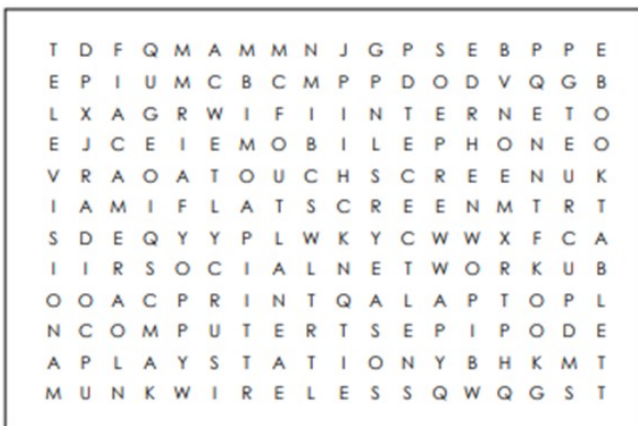 T D F Q M A M M N J G P S E B P P E
E P I U M C B C M P P D O D V Q G B
L X A G R W I F I I N T E R N E T O
E J C E I E M O B I L E P H O N E O
V R A O A T O U C H S C R E E N U K
I A M I F L A T S C R E E N M T R T
S D E Q Y Y P L W K Y C W W X F C A
I I R S O C I A L N E T W O R K U B
O O A C P R I N T Q A L A P T O P L
N C O M P U T E R T S E P I P O D E
A P L A Y S T A T I O N Y B H K M T
M U N K W I R E L E S S Q W Q G S T